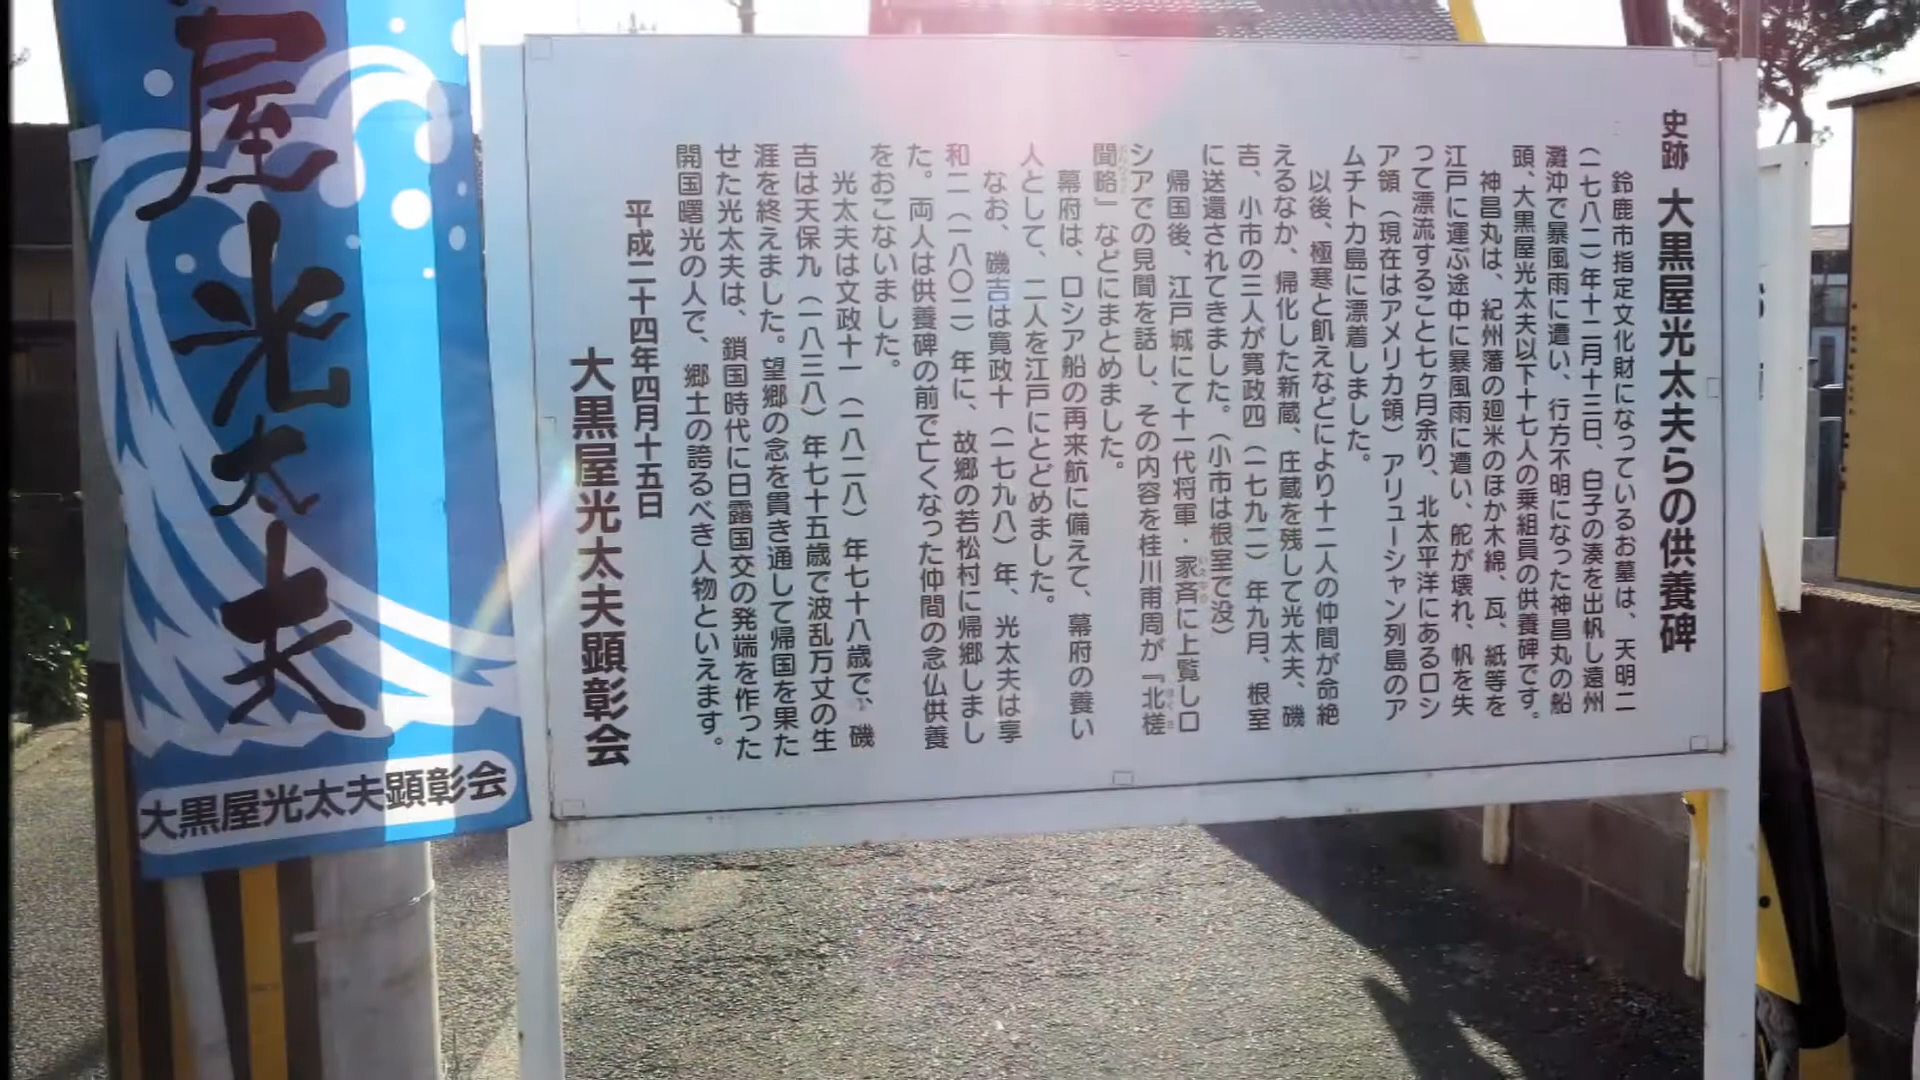 史跡 大黒屋光太夫らの供養碑
鈴鹿市指定文化財になっているお墓は、天明二
(一七八二)年十二月十三日、白子の湊を出帆し遠州
灘沖で暴風雨に遭い、行方不明になった神昌丸の船
頭、大黒屋光太夫以下十七人の乗組員の供養碑です。
神昌丸は、紀州藩の廻米のほか木綿、瓦、紙等を
江戸に運ぶ途中に暴風雨に遭い、舵が壊れ、帆を失
って漂流すること七ヶ月余り、北太平洋にあるロシ
ア領(現在はアメリカ領)アリューシャン列島のア
ムチトカ島に漂着しました。
以後、極寒と飢えなどにより十二人の仲間が命絶
えるなか、帰化した新蔵、庄蔵を残して光太夫、磯
吉、小市の三人が寛政四(一七九二)年九月、根室
に送還されてきました。(小市は根室で没)
帰国後、江戸城にて十一代将軍・家斉に上覧しロ
シアでの見聞を話し、その内容を桂川甫周が『北槎
聞略』などにまとめました。
幕府は、ロシア船の再来航に備えて、幕府の養い
人として、二人を江戸にとどめました。
なお、磯吉は寛政十(一七九八)年、光太夫は享
和二(一八〇二)年に、故郷の若松村に帰郷しまし
た。両人は供養碑の前で亡くなった仲間の念仏供養
をおこないました。
光太夫は文政十一(一八二八)年七十八歳で、磯
吉は天保九(一八三八)年七十五歳で波乱万丈の生
涯を終えました。望郷の念を貫き通して帰国を果た
せた光太夫は、鎖国時代に日露国交の発端を作った
開国曙光の人で、郷土の誇るべき人物といえます。
平成二十四年四月十五日
大黒屋光太夫顕彰会
屋光太夫
大黒屋光太夫顕彰会